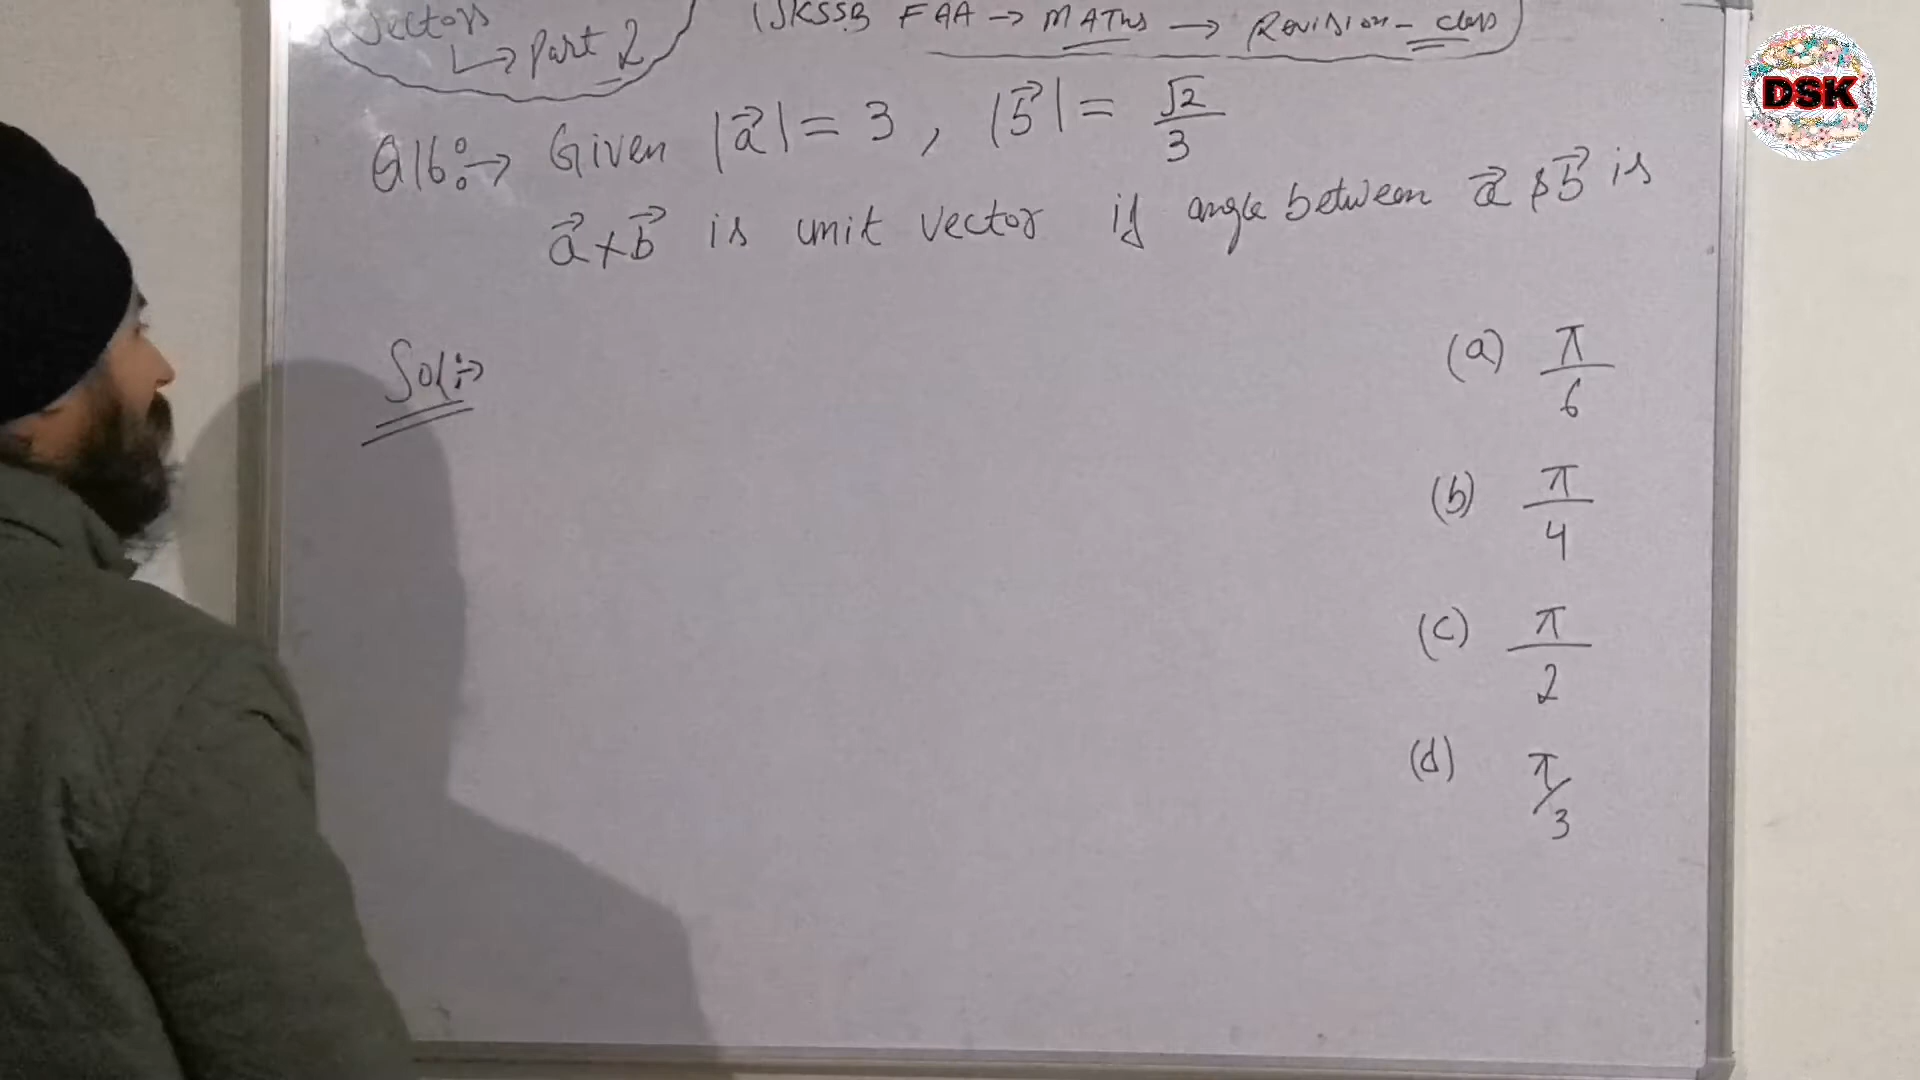 Vectors
↳ Part 2
JKSSB FAA → MATHS → Revision-class
DSK
Q16:→ Given |a⃗| = 3, |b⃗| = √2/3
a⃗ × b⃗ is unit vector if angle between a⃗ & b⃗ is
Sol:→
(a) π/6
(b) π/4
(c) π/2
(d) π/3